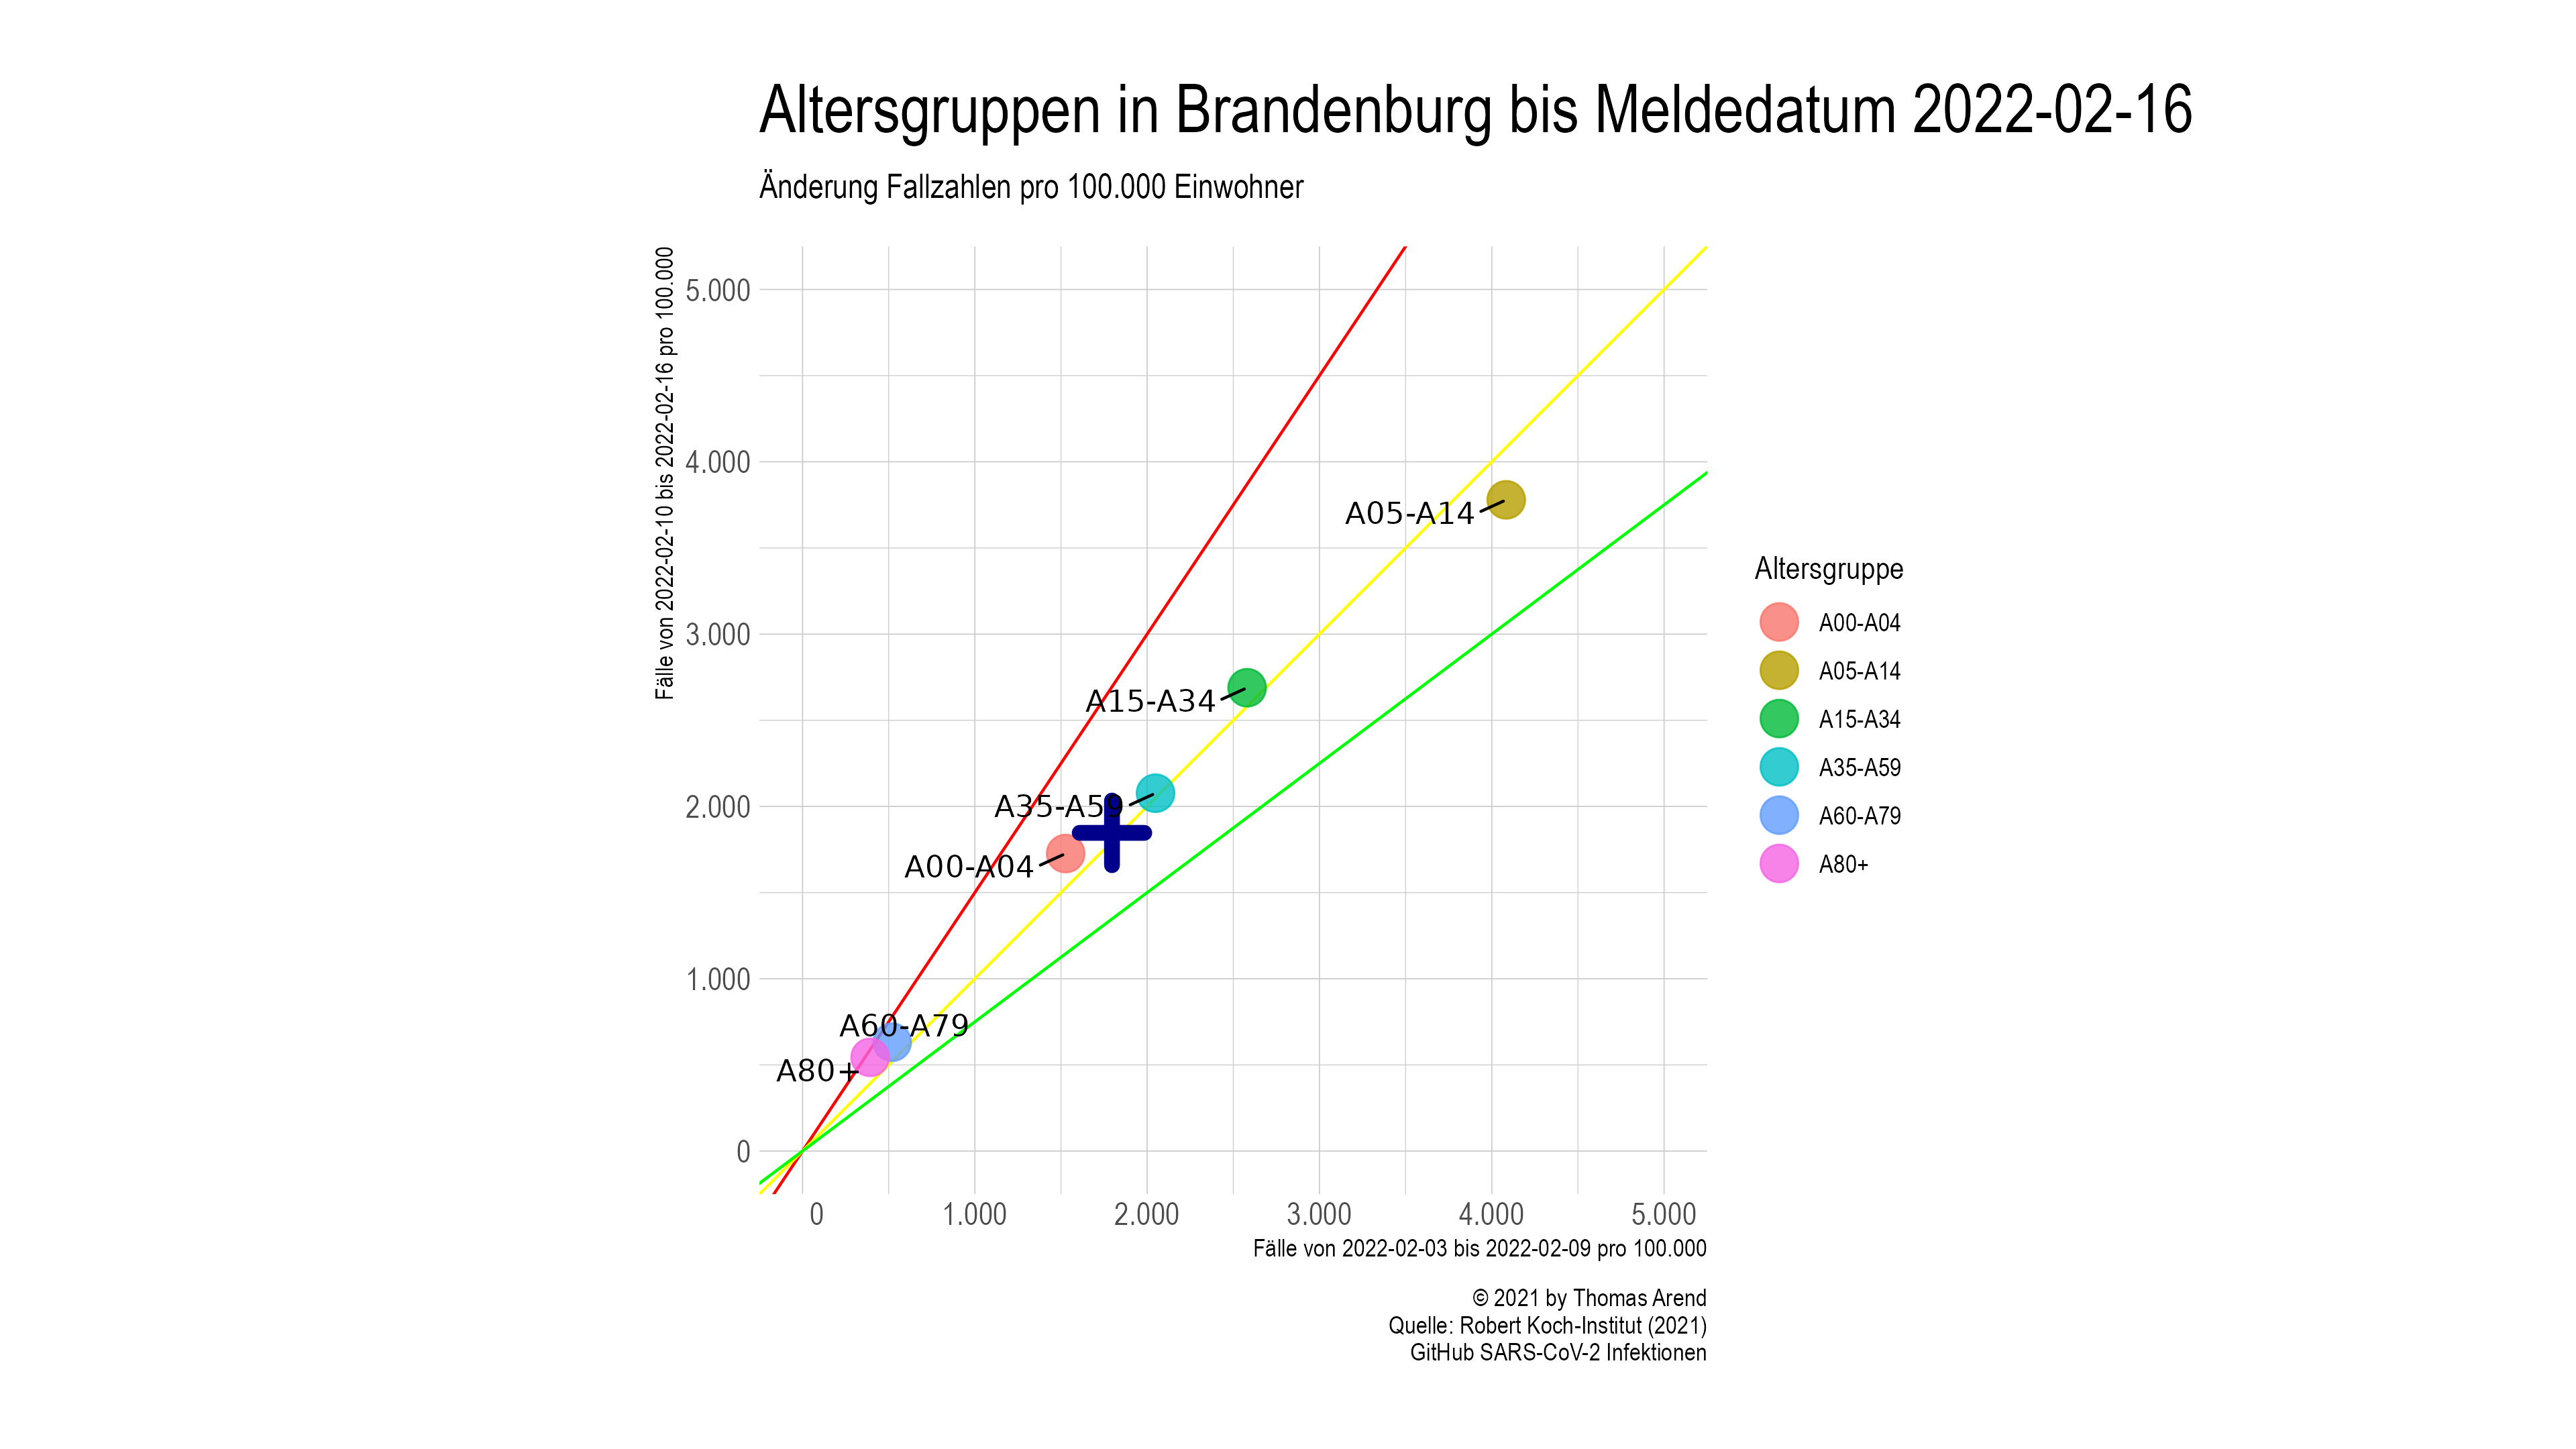 Altersgruppen in Brandenburg bis Meldedatum 2022-02-16
Änderung Fallzahlen pro 100.000 Einwohner
Fälle von 2022-02-10 bis 2022-02-16 pro 100.000
5.000
4.000
3.000
2.000
1.000
0
A05-A14
A15-A34
A35-A59
A00-A04
A60-A79
A80+
0
1.000
2.000
3.000
4.000
5.000
Fälle von 2022-02-03 bis 2022-02-09 pro 100.000
Altersgruppe
A00-A04
A05-A14
A15-A34
A35-A59
A60-A79
A80+
© 2021 by Thomas Arend
Quelle: Robert Koch-Institut (2021)
GitHub SARS-CoV-2 Infektionen